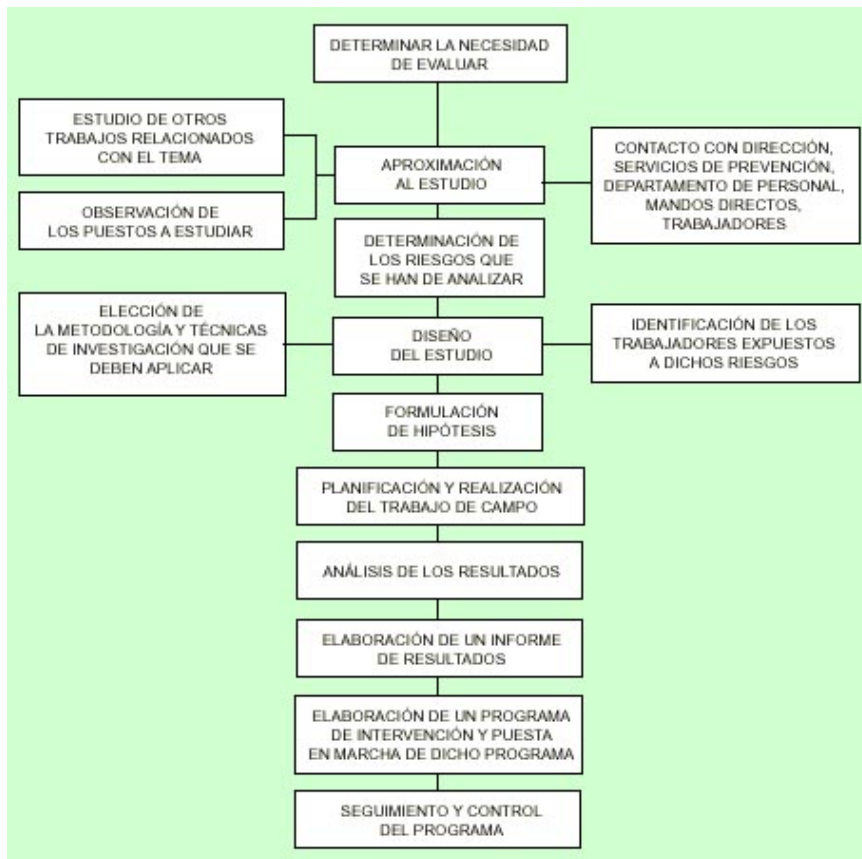 DETERMINAR LA NECESIDAD
DE EVALUAR
ESTUDIO DE OTROS
TRABAJOS RELACIONADOS
CON EL TEMA
OBSERVACIÓN DE
LOS PUESTOS A ESTUDIAR
APROXIMACIÓN
AL ESTUDIO
CONTACTO CON DIRECCIÓN,
SERVICIOS DE PREVENCIÓN,
DEPARTAMENTO DE PERSONAL,
MANDOS DIRECTOS,
TRABAJADORES
DETERMINACIÓN DE
LOS RIESGOS QUE
SE HAN DE ANALIZAR
ELECCIÓN DE
LA METODOLOGÍA Y TÉCNICAS
DE INVESTIGACIÓN QUE SE
DEBEN APLICAR
DISEÑO
DEL ESTUDIO
IDENTIFICACIÓN DE LOS
TRABAJADORES EXPUESTOS
A DICHOS RIESGOS
FORMULACIÓN
DE HIPÓTESIS
PLANIFICACIÓN Y REALIZACIÓN
DEL TRABAJO DE CAMPO
ANÁLISIS DE LOS RESULTADOS
ELABORACIÓN DE UN INFORME
DE RESULTADOS
ELABORACIÓN DE UN PROGRAMA
DE INTERVENCIÓN Y PUESTA
EN MARCHA DE DICHO PROGRAMA
SEGUIMIENTO Y CONTROL
DEL PROGRAMA